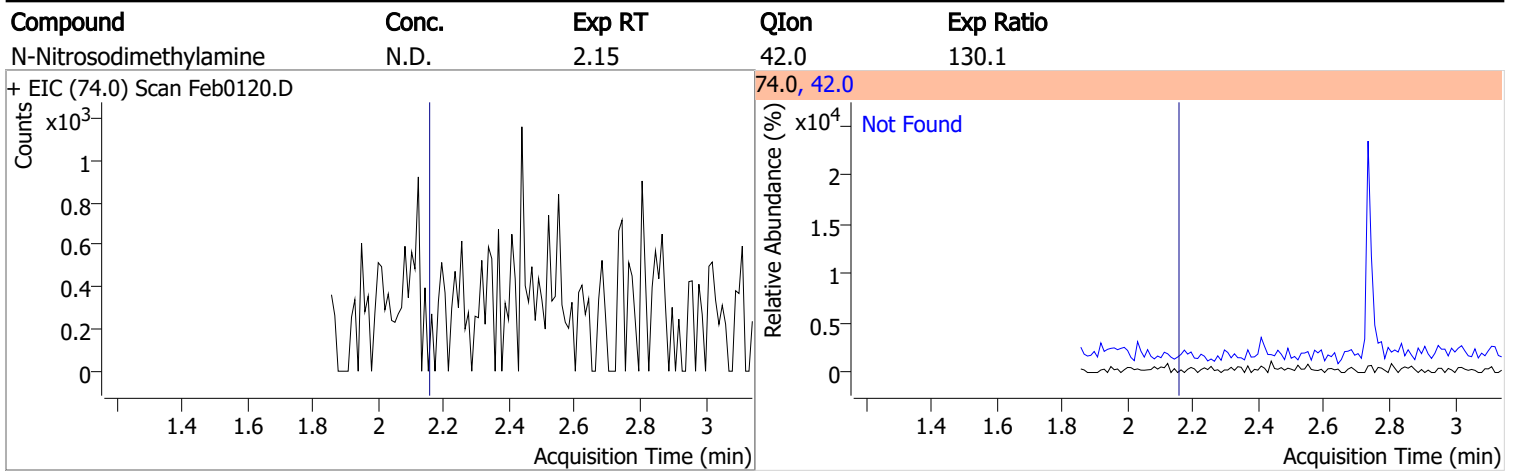 Compound Conc. Exp RT QIon Exp Ratio
N-Nitrosodimethylamine N.D. 2.15 42.0 130.1
+ EIC (74.0) Scan Feb0120.D
Counts
x10³
1
0.8
0.6
0.4
0.2
0
1.4 1.6 1.8 2 2.2 2.4 2.6 2.8 3
Acquisition Time (min)
74.0, 42.0
Relative Abundance (%)
x10⁴
Not Found
2
1.5
1
0.5
0
1.4 1.6 1.8 2 2.2 2.4 2.6 2.8 3
Acquisition Time (min)